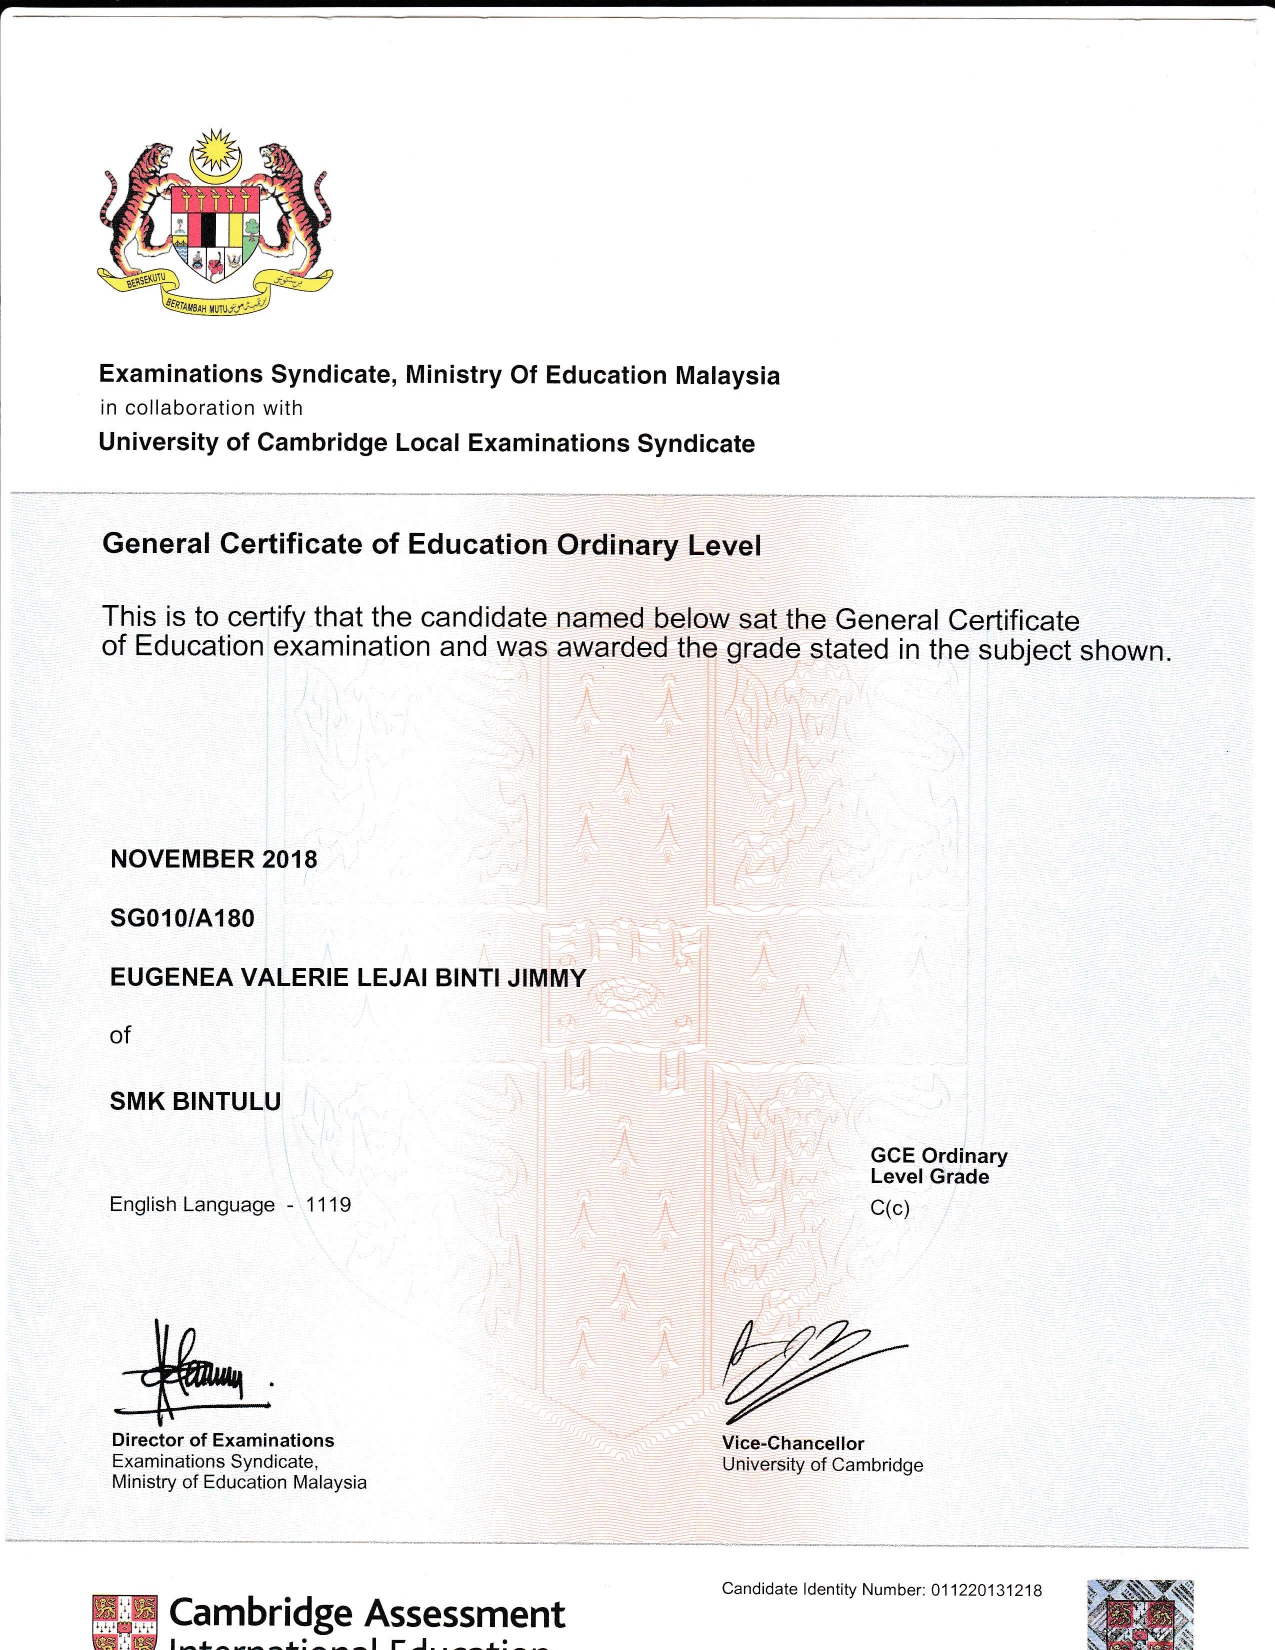 BERSEKUTU
BERTAMBAH MUTU
Examinations Syndicate, Ministry Of Education Malaysia
in collaboration with
University of Cambridge Local Examinations Syndicate
General Certificate of Education Ordinary Level
This is to certify that the candidate named below sat the General Certificate
of Education examination and was awarded the grade stated in the subject shown.
NOVEMBER 2018
SG010/A180
EUGENEA VALERIE LEJAI BINTI JIMMY
of
SMK BINTULU
GCE Ordinary
Level Grade
English Language - 1119
C(c)
Director of Examinations
Examinations Syndicate,
Ministry of Education Malaysia
Vice-Chancellor
University of Cambridge
Candidate Identity Number: 011220131218
Cambridge Assessment
International Education